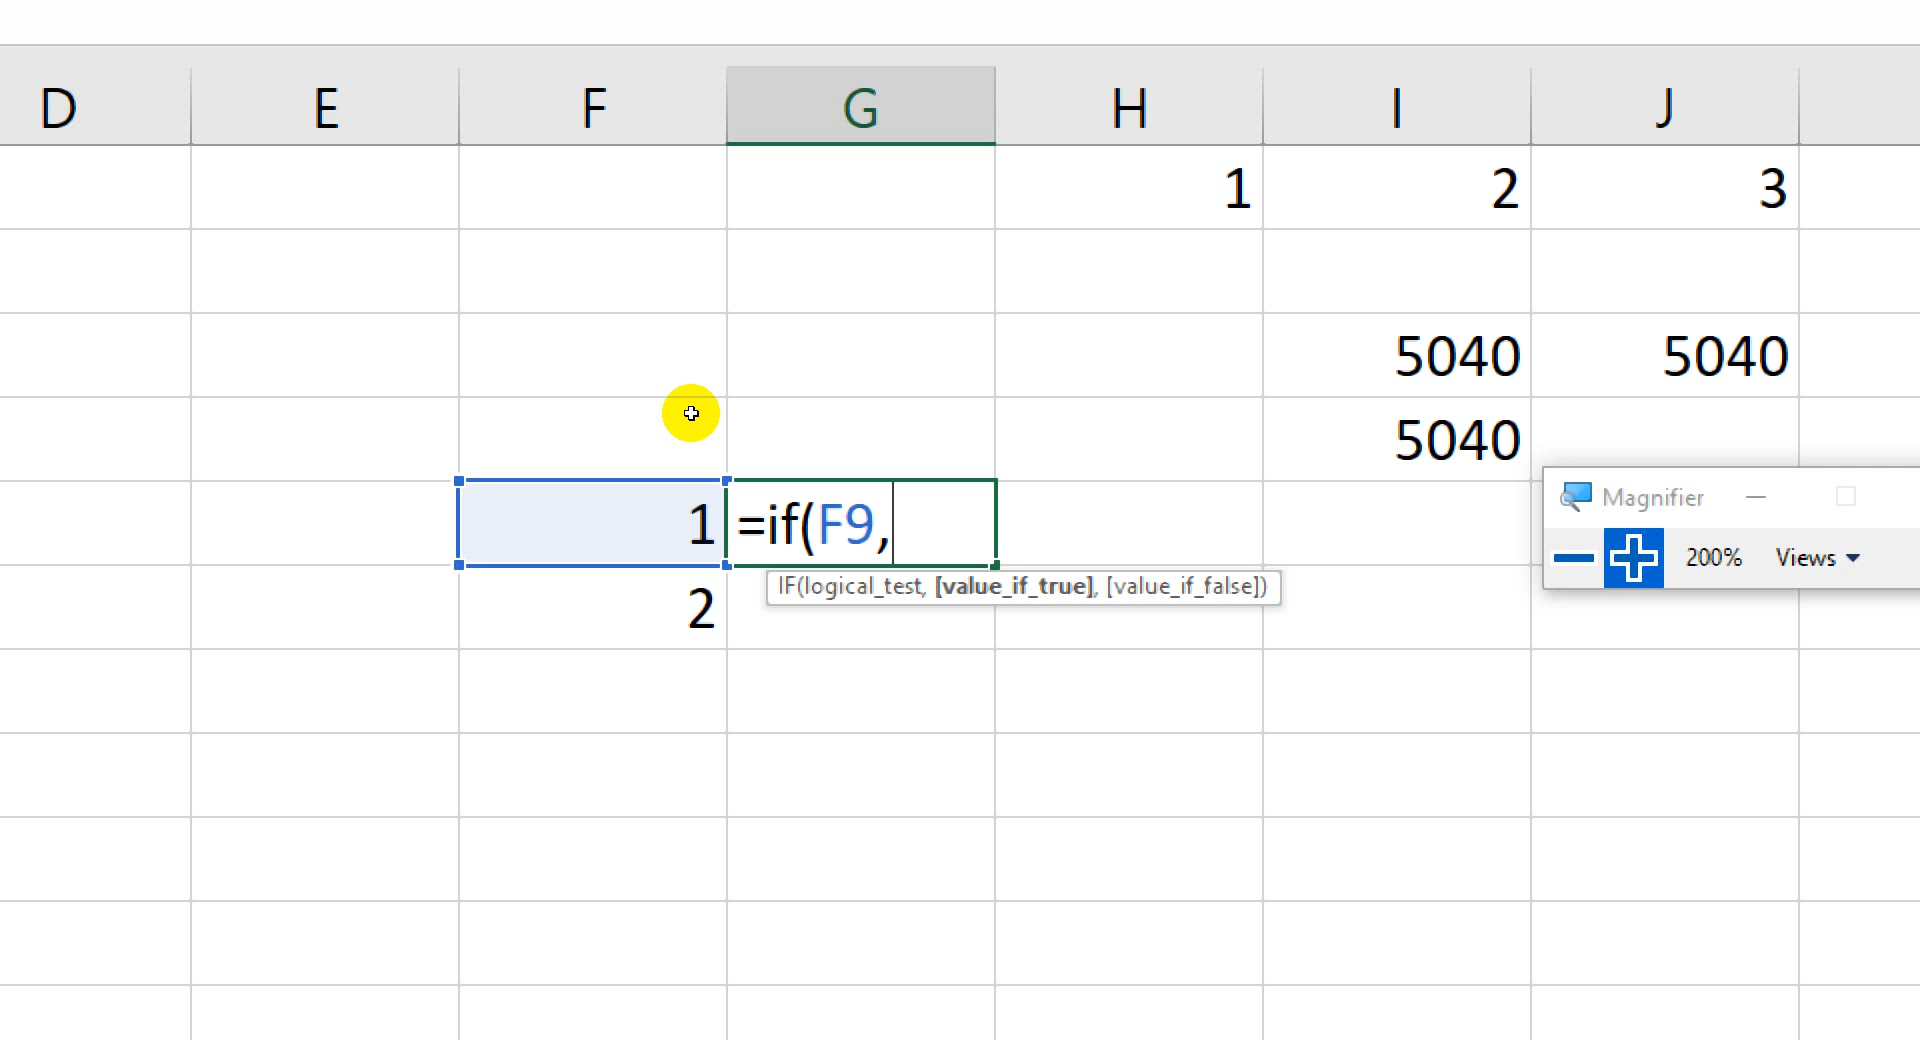 D E F G H I J
1 2 3
5040 5040
5040
1 =if(F9,
Magnifier
IF(logical_test, [value_if_true], [value_if_false])
200% Views
2